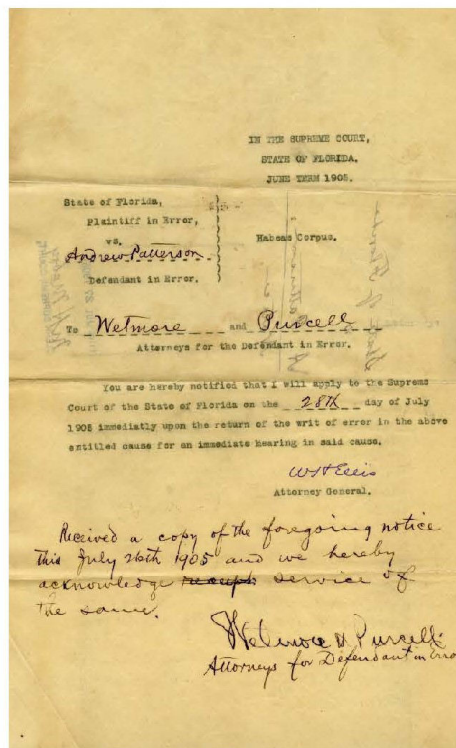 IN THE SUPREME COURT,
STATE OF FLORIDA.
JUNE TERM 1905.
State of Florida,
Plaintiff in Error,
vs.
Andrew Patterson
Defendant in Error.
Habeas Corpus.
To Wetmore and Purcell
Attorneys for the Defendant in Error.
You are hereby notified that I will apply to the Supreme
Court of the State of Florida on the 28th day of July
1905 immediatly upon the return of the writ of error in the above
entitled cause for an immediate hearing in said cause.
W H Ellis
Attorney General.
Received a copy of the foregoing notice
this July 26th 1905 and we hereby
acknowledge service of
the same.
Wetmore & Purcell
Attorneys for Defendant in Erro